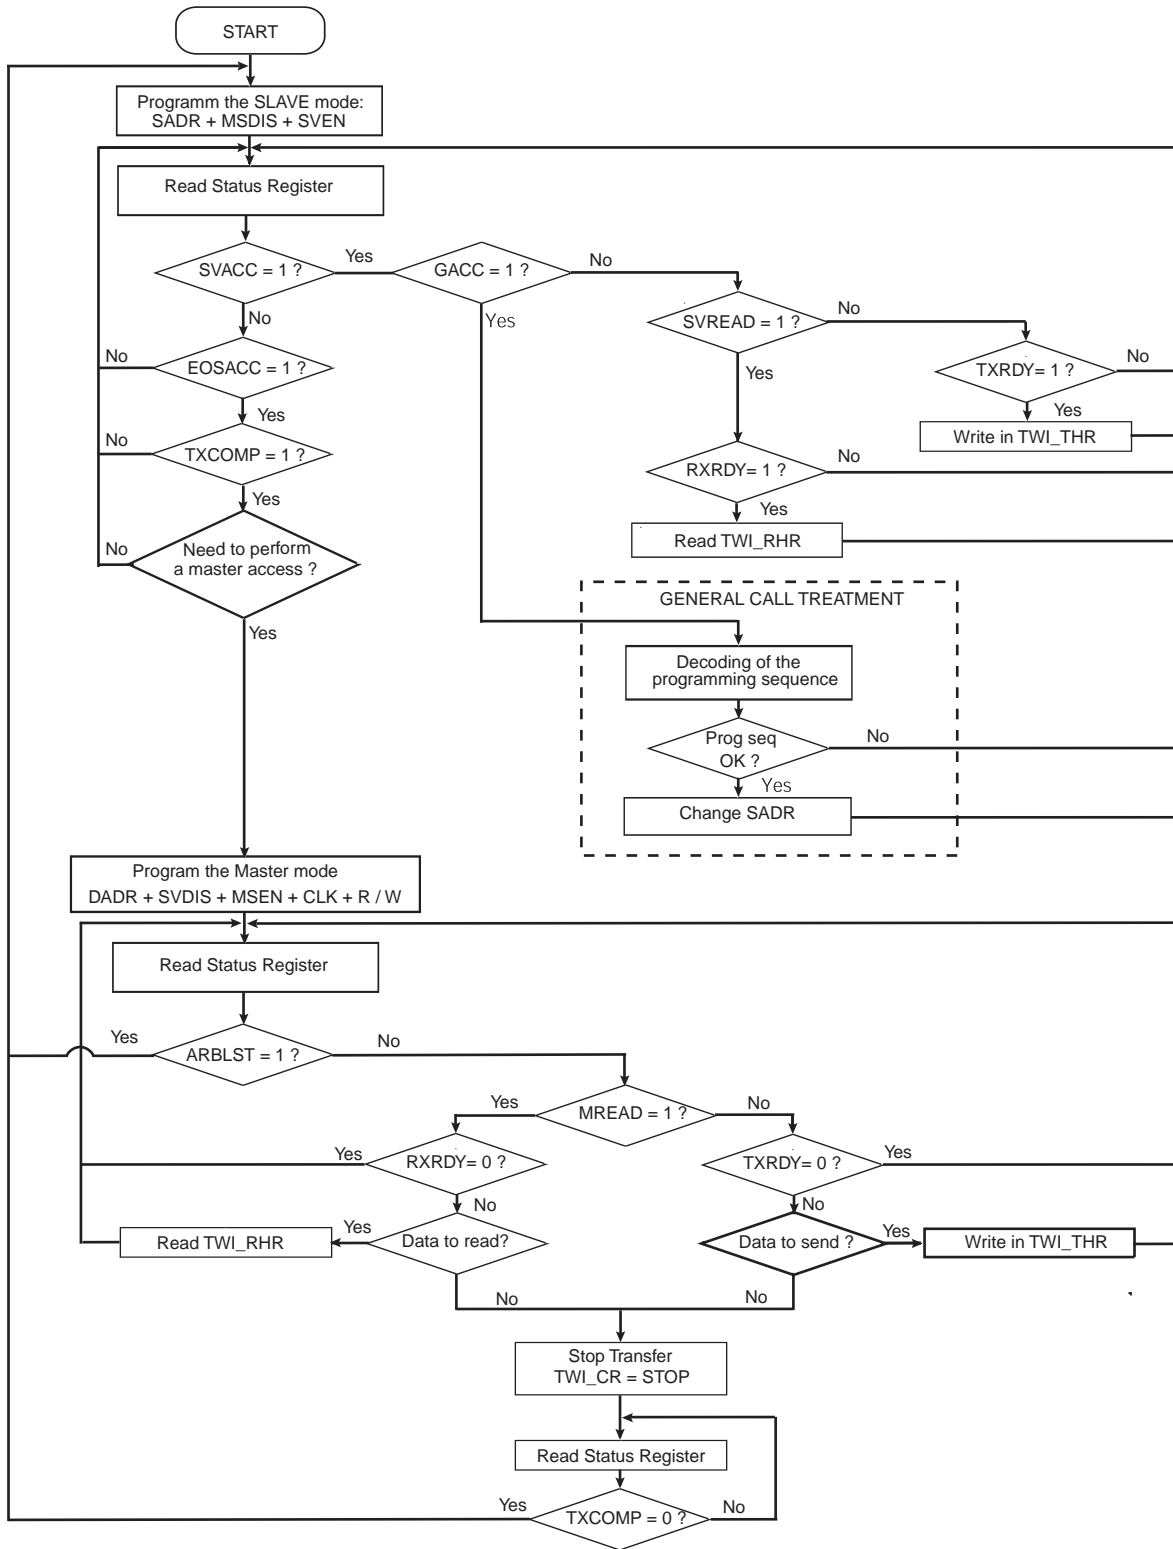 START
Programm the SLAVE mode:
SADR + MSDIS + SVEN
Read Status Register
SVACC = 1 ?
Yes
GACC = 1 ?
No
No
Yes
SVREAD = 1 ?
No
Yes
EOSACC = 1 ?
No
Yes
TXRDY= 1 ?
No
Yes
Write in TWI_THR
TXCOMP = 1 ?
No
Yes
RXRDY= 1 ?
No
Yes
Read TWI_RHR
Need to perform
a master access ?
No
Yes
GENERAL CALL TREATMENT
Decoding of the
programming sequence
Prog seq
OK ?
No
Yes
Change SADR
Program the Master mode
DADR + SVDIS + MSEN + CLK + R / W
Read Status Register
Yes
ARBLST = 1 ?
No
Yes
MREAD = 1 ?
No
Yes
RXRDY= 0 ?
TXRDY= 0 ?
Yes
No
No
Read TWI_RHR
Yes
Data to read?
Data to send ?
Yes
Write in TWI_THR
No
No
Stop Transfer
TWI_CR = STOP
Read Status Register
Yes
TXCOMP = 0 ?
No